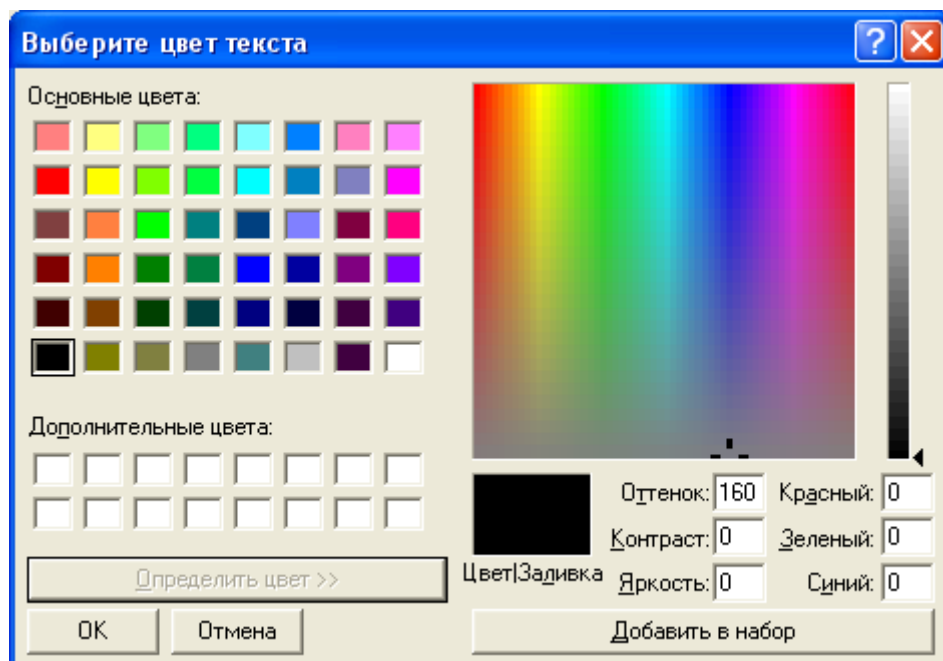 Выберите цвет текста
Основные цвета:
Дополнительные цвета:
Определить цвет >>
OK
Отмена
Цвет|Заливка
Оттенок: 160
Красный: 0
Контраст: 0
Зеленый: 0
Яркость: 0
Синий: 0
Добавить в набор